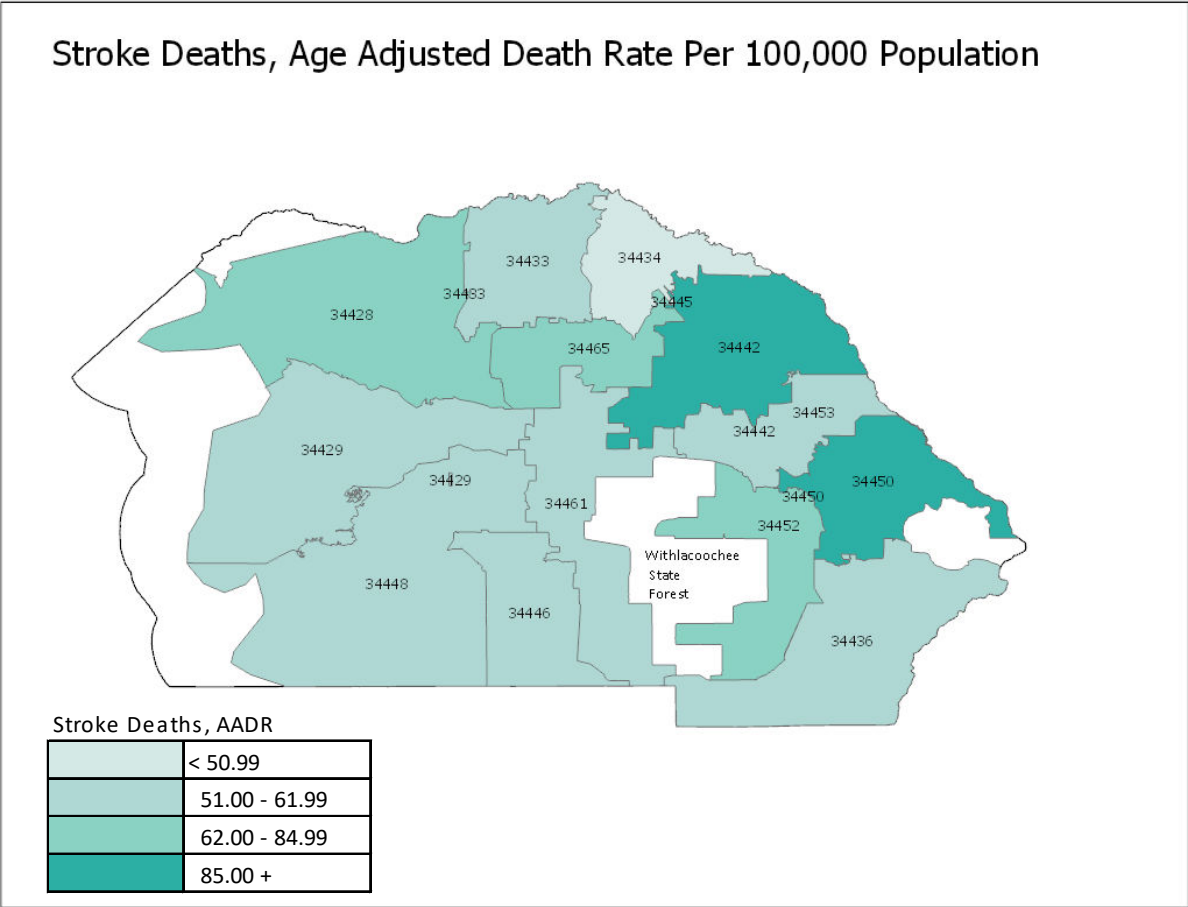 Stroke Deaths, Age Adjusted Death Rate Per 100,000 Population
34433
34434
34483
34445
34428
34465
34442
34453
34442
34429
34429
34450
34450
34461
34452
Withlacoochee
State
Forest
34448
34446
34436
Stroke Deaths, AADR
< 50.99
51.00 - 61.99
62.00 - 84.99
85.00 +